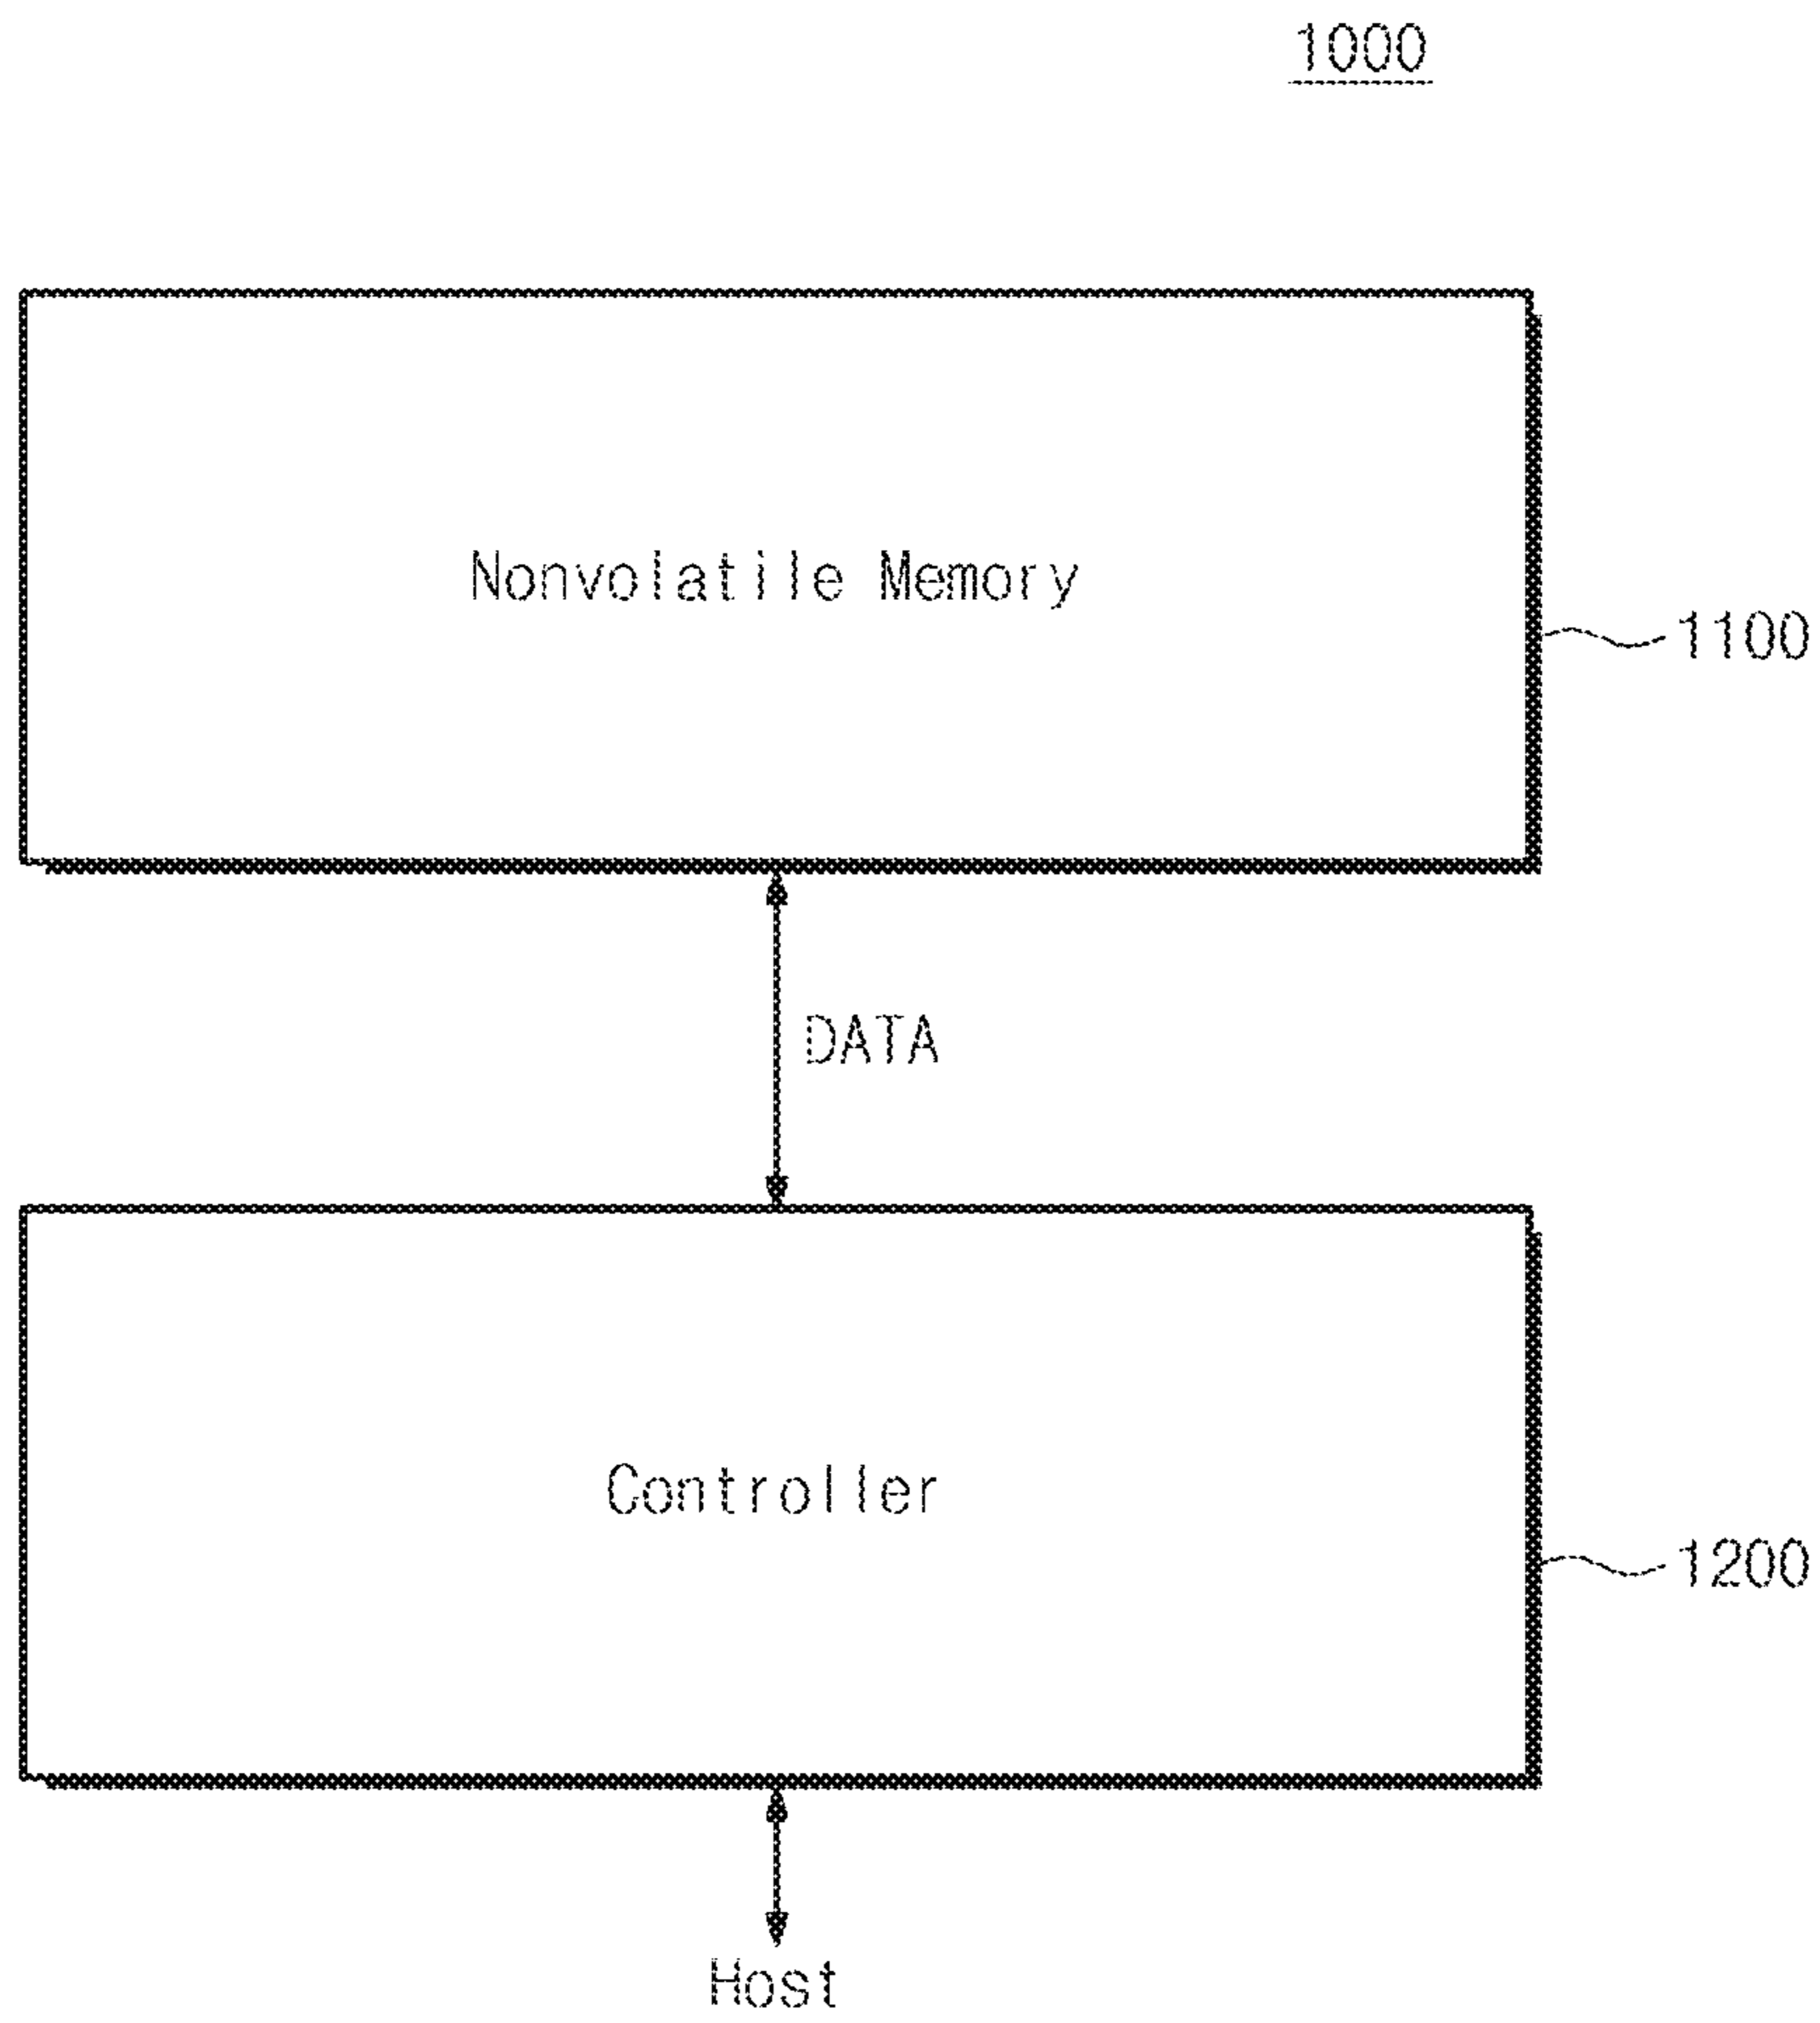 1000
Nonvolatile Memory
1100
DATA
Controller
1200
Host